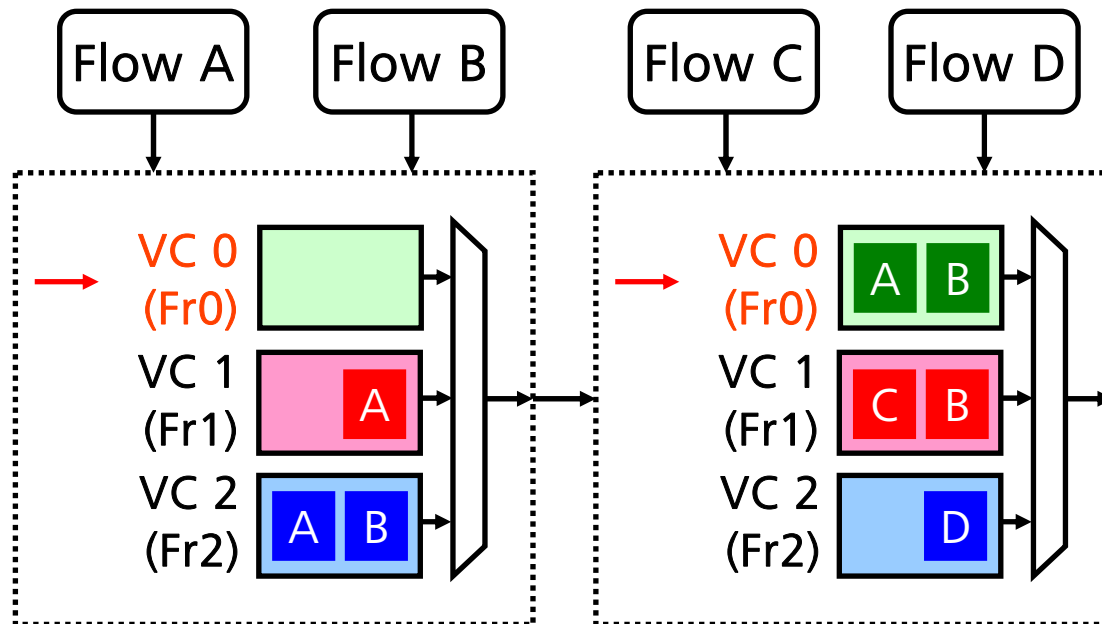 Flow A
Flow B
Flow C
Flow D
VC 0
(Fr0)
VC 1
(Fr1)
A
VC 2
(Fr2)
A B
VC 0
(Fr0)
A B
VC 1
(Fr1)
C B
VC 2
(Fr2)
D